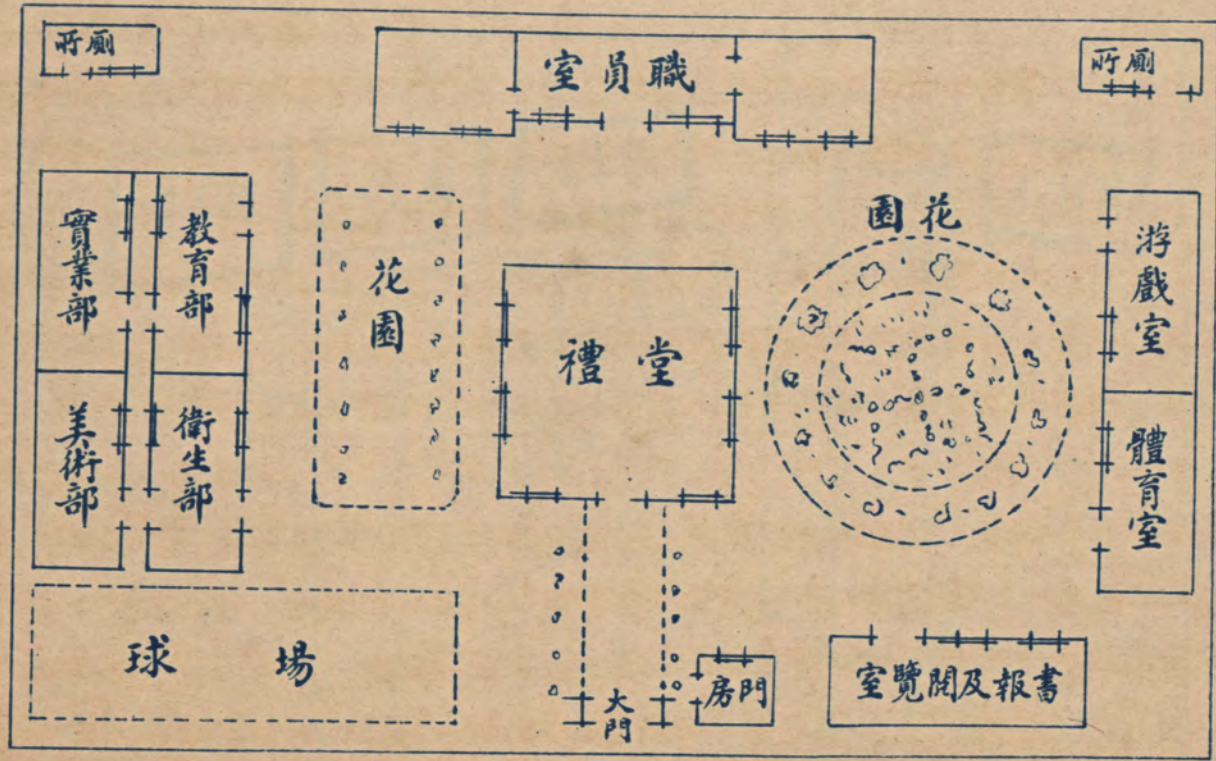 廁所
職員室
廁所
實業部
教育部
花園
禮堂
花園
游戲室
美術部
衛生部
體育室
球場
大門
門房
書報及閱覽室